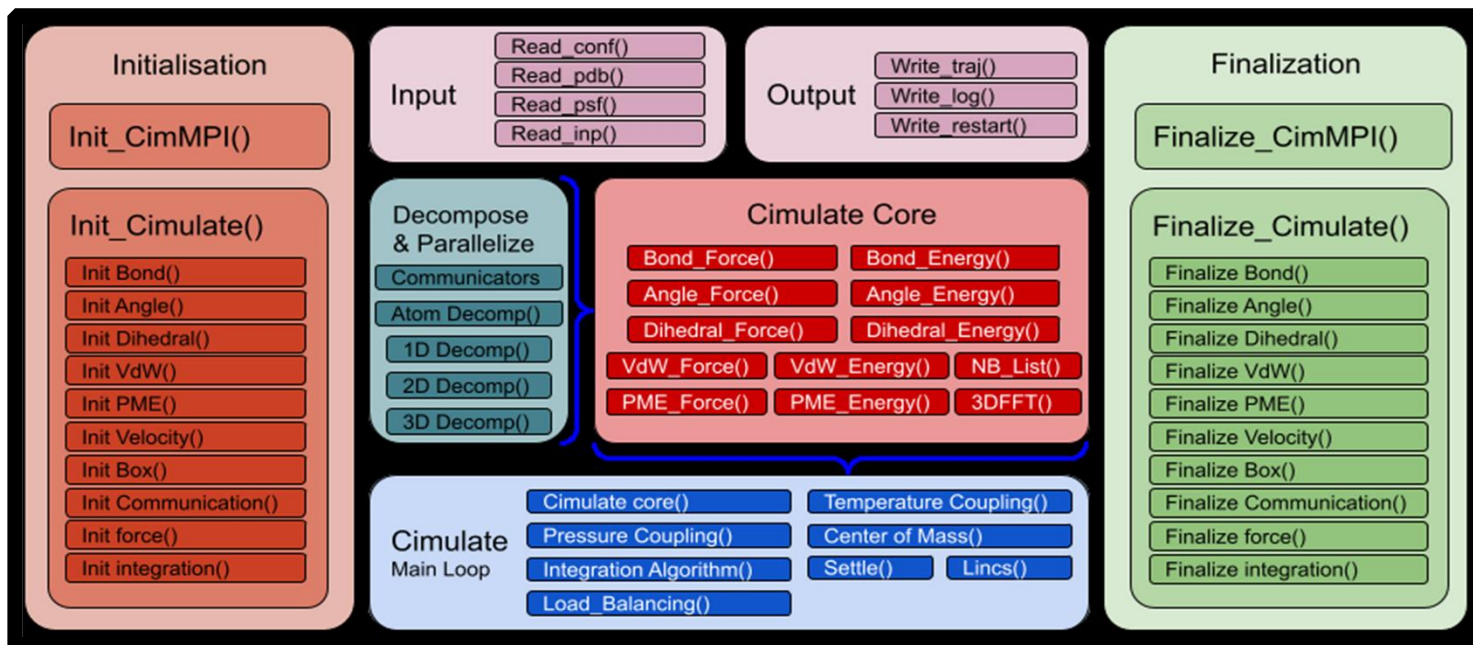 Initialisation
Init_CimMPI()
Init_Cimulate()
Init Bond()
Init Angle()
Init Dihedral()
Init VdW()
Init PME()
Init Velocity()
Init Box()
Init Communication()
Init force()
Init integration()
Input
Read_conf()
Read_pdb()
Read_psf()
Read_inp()
Output
Write_traj()
Write_log()
Write_restart()
Decompose
& Parallelize
Communicators
Atom Decomp()
1D Decomp()
2D Decomp()
3D Decomp()
Cimulate Core
Bond_Force() Bond_Energy()
Angle_Force() Angle_Energy()
Dihedral_Force() Dihedral_Energy()
VdW_Force() VdW_Energy() NB_List()
PME_Force() PME_Energy() 3DFFT()
Cimulate
Main Loop
Cimulate core() Temperature Coupling()
Pressure Coupling() Center of Mass()
Integration Algorithm() Settle() Lincs()
Load_Balancing()
Finalization
Finalize_CimMPI()
Finalize_Cimulate()
Finalize Bond()
Finalize Angle()
Finalize Dihedral()
Finalize VdW()
Finalize PME()
Finalize Velocity()
Finalize Box()
Finalize Communication()
Finalize force()
Finalize integration()